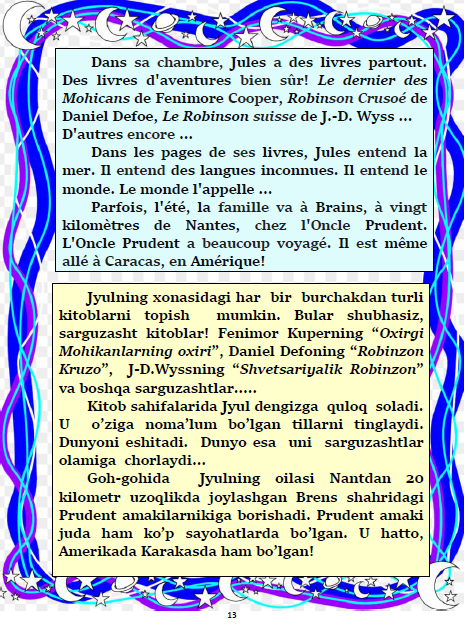 Dans sa chambre, Jules a des livres partout.
Des livres d'aventures bien sûr! Le dernier des
Mohicans de Fenimore Cooper, Robinson Crusoé de
Daniel Defoe, Le Robinson suisse de J.-D. Wyss ...
D'autres encore ...
Dans les pages de ses livres, Jules entend la
mer. Il entend des langues inconnues. Il entend le
monde. Le monde l'appelle ...
Parfois, l'été, la famille va à Brains, à vingt
kilomètres de Nantes, chez l'Oncle Prudent.
L'Oncle Prudent a beaucoup voyagé. Il est même
allé à Caracas, en Amérique!
Jyulning xonasidagi har bir burchakdan turli
kitoblarni topish mumkin. Bular shubhasiz,
sarguzasht kitoblar! Fenimor Kuperning “Oxirgi
Mohikanlarning oxiri”, Daniel Defoning “Robinzon
Kruzo”, J-D.Wyssning “Shvetsariyalik Robinzon”
va boshqa sarguzashtlar.....
Kitob sahifalarida Jyul dengizga quloq soladi.
U o’ziga noma’lum bo’lgan tillarni tinglaydi.
Dunyoni eshitadi. Dunyo esa uni sarguzashtlar
olamiga chorlaydi...
Goh-gohida Jyulning oilasi Nantdan 20
kilometr uzoqlikda joylashgan Brens shahridagi
Prudent amakilarnikiga borishadi. Prudent amaki
juda ham ko’p sayohatlarda bo’lgan. U hatto,
Amerikada Karakasda ham bo’lgan!
13